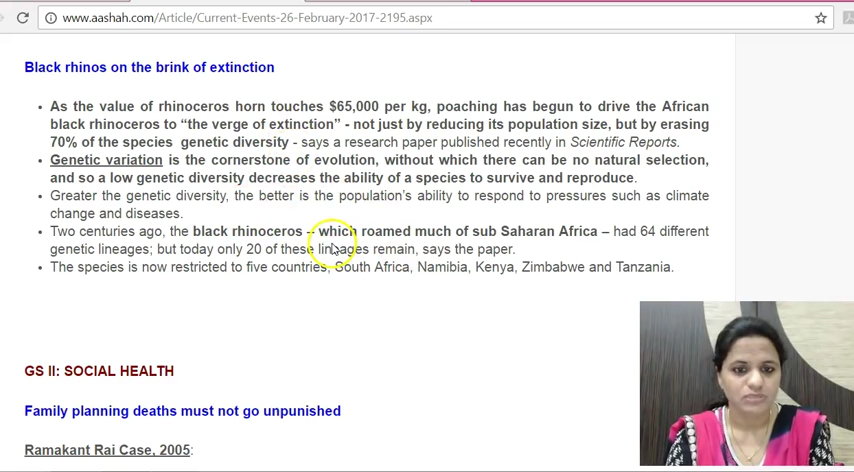 www.aashah.com/Article/Current-Events-26-February-2017-2195.aspx
Black rhinos on the brink of extinction
• As the value of rhinoceros horn touches $65,000 per kg, poaching has begun to drive the African
black rhinoceros to “the verge of extinction” - not just by reducing its population size, but by erasing
70% of the species genetic diversity - says a research paper published recently in Scientific Reports.
• Genetic variation is the cornerstone of evolution, without which there can be no natural selection,
and so a low genetic diversity decreases the ability of a species to survive and reproduce.
• Greater the genetic diversity, the better is the population’s ability to respond to pressures such as climate
change and diseases.
• Two centuries ago, the black rhinoceros – which roamed much of sub Saharan Africa – had 64 different
genetic lineages; but today only 20 of these lineages remain, says the paper.
• The species is now restricted to five countries, South Africa, Namibia, Kenya, Zimbabwe and Tanzania.
GS II: SOCIAL HEALTH
Family planning deaths must not go unpunished
Ramakant Rai Case, 2005: